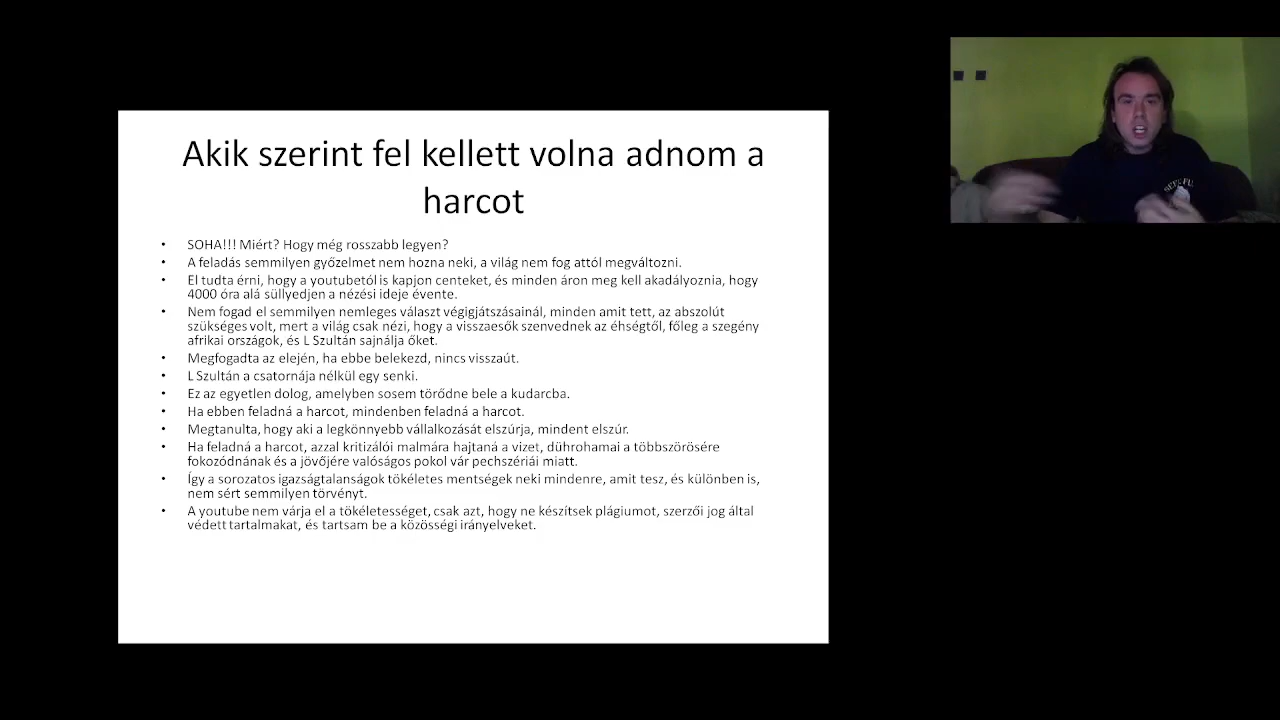 Akik szerint fel kellett volna adnom a
harcot
• SOHA!!! Miért? Hogy még rosszabb legyen?
• A feladás semmilyen győzelmet nem hozna neki, a világ nem fog attól megváltozni.
• El tudta érni, hogy a youtubetól is kapjon centeket, és minden áron meg kell akadályoznia, hogy
4000 óra alá süllyedjen a nézési ideje évente.
• Nem fogad el semmilyen nemleges választ végigjátszásainál, minden amit tett, az abszolút
szükséges volt, mert a világ csak nézi, hogy a visszaesők szenvednek az éhségtől, főleg a szegény
afrikai országok, és L Szultán sajnálja őket.
• Megfogadta az elején, ha ebbe belekezd, nincs visszaút.
• L Szultán a csatornája nélkül egy senki.
• Ez az egyetlen dolog, amelyben sosem törődne bele a kudarcba.
• Ha ebben feladná a harcot, mindenben feladná a harcot.
• Megtanulta, hogy aki a legkönnyebb vállalkozását elszúrja, mindent elszúr.
• Ha feladná a harcot, azzal kritizálói malmára hajtaná a vizet, dührohamai a többszörösére
fokozódnának és a jövőjére valóságos pokol vár pechszériái miatt.
• Így a sorozatos igazságtalanságok tökéletes mentségek neki mindenre, amit tesz, és különben is,
nem sért semmilyen törvényt.
• A youtube nem várja el a tökéletességet, csak azt, hogy ne készítsek plágiumot, szerzői jog által
védett tartalmakat, és tartsam be a közösségi irányelveket.